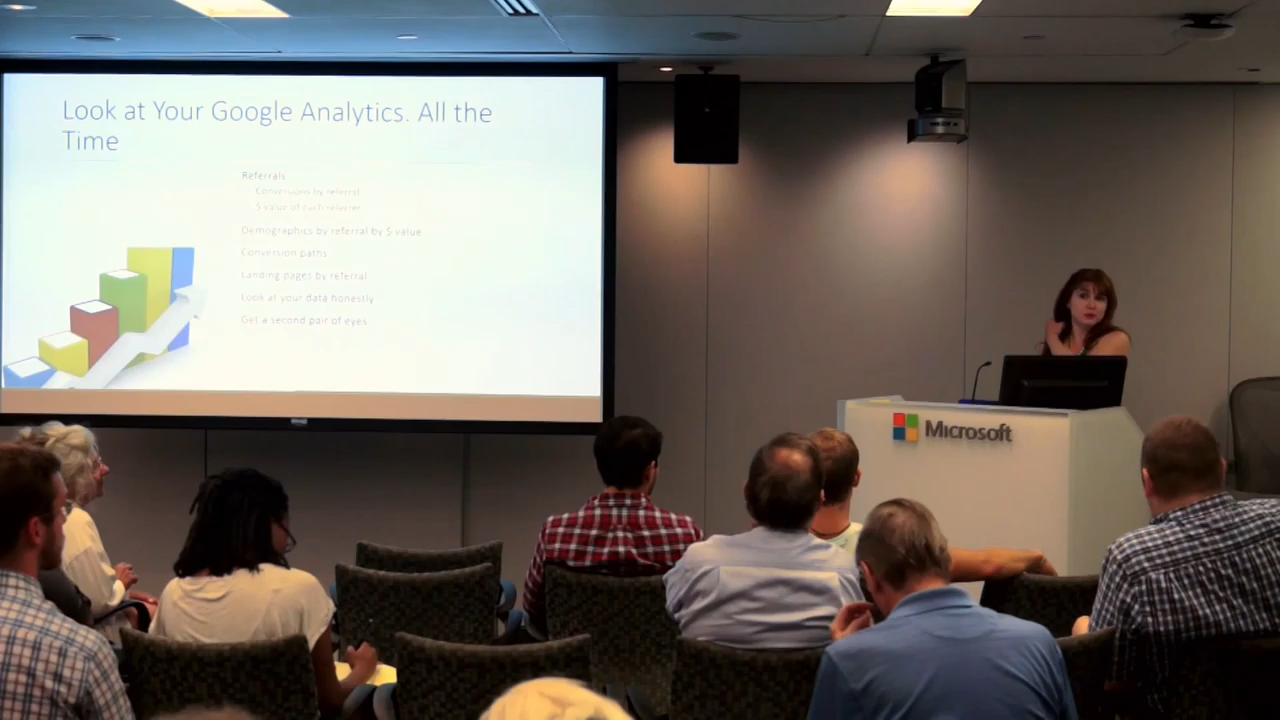 Look at Your Google Analytics. All the
Time
Referrals
Conversions by referral
$ value of each referrer
Demographics by referral by $ value
Conversion paths
Landing pages by referral
Look at your data honestly
Get a second pair of eyes
Microsoft